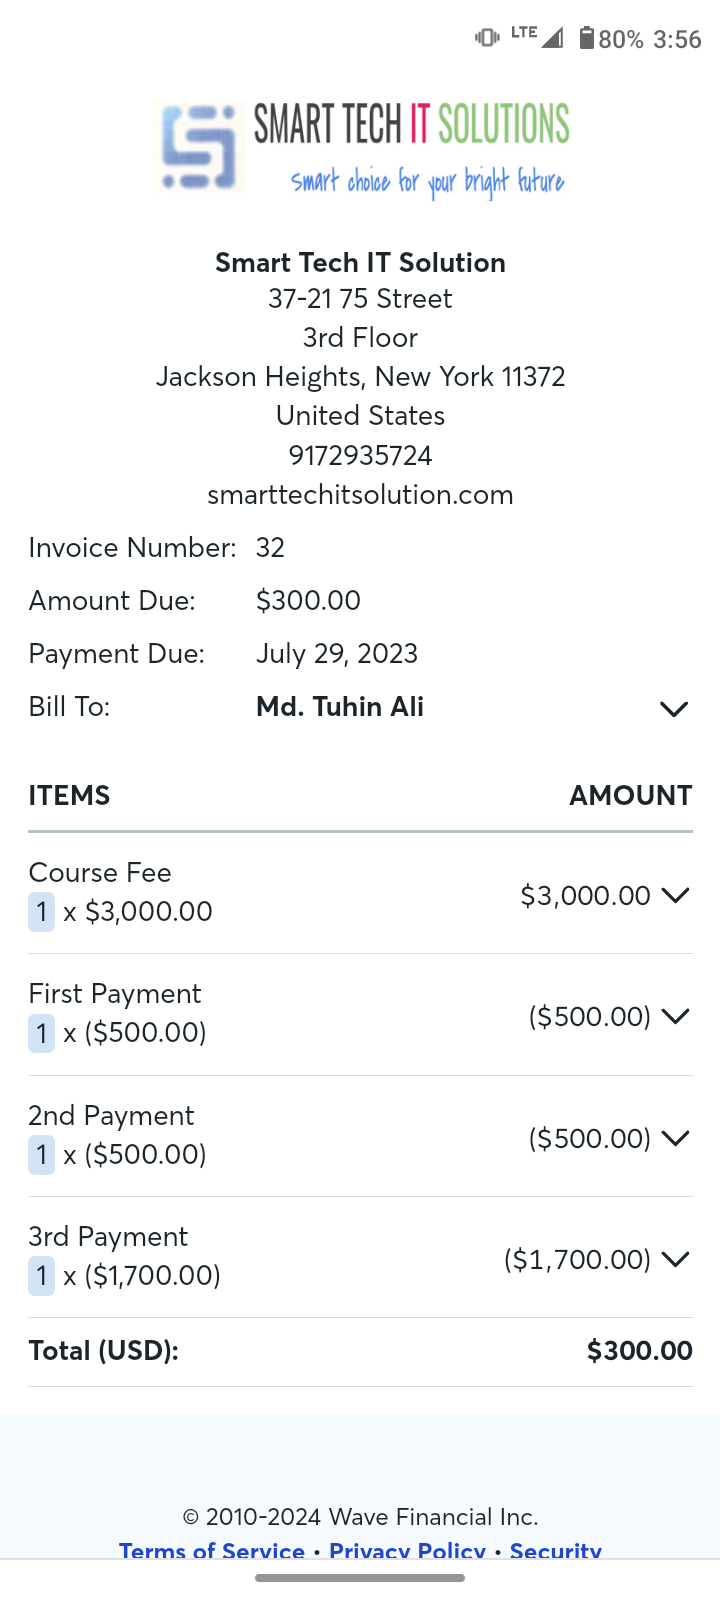 LTE 80% 3:56
SMART TECH IT SOLUTIONS
smart choice for your bright future
Smart Tech IT Solution
37-21 75 Street
3rd Floor
Jackson Heights, New York 11372
United States
9172935724
smarttechitsolution.com
Invoice Number: 32
Amount Due: $300.00
Payment Due: July 29, 2023
Bill To: Md. Tuhin Ali
ITEMS AMOUNT
Course Fee
1 x $3,000.00 $3,000.00
First Payment
1 x ($500.00) ($500.00)
2nd Payment
1 x ($500.00) ($500.00)
3rd Payment
1 x ($1,700.00) ($1,700.00)
Total (USD): $300.00
© 2010-2024 Wave Financial Inc.
Terms of Service • Privacy Policy • Security